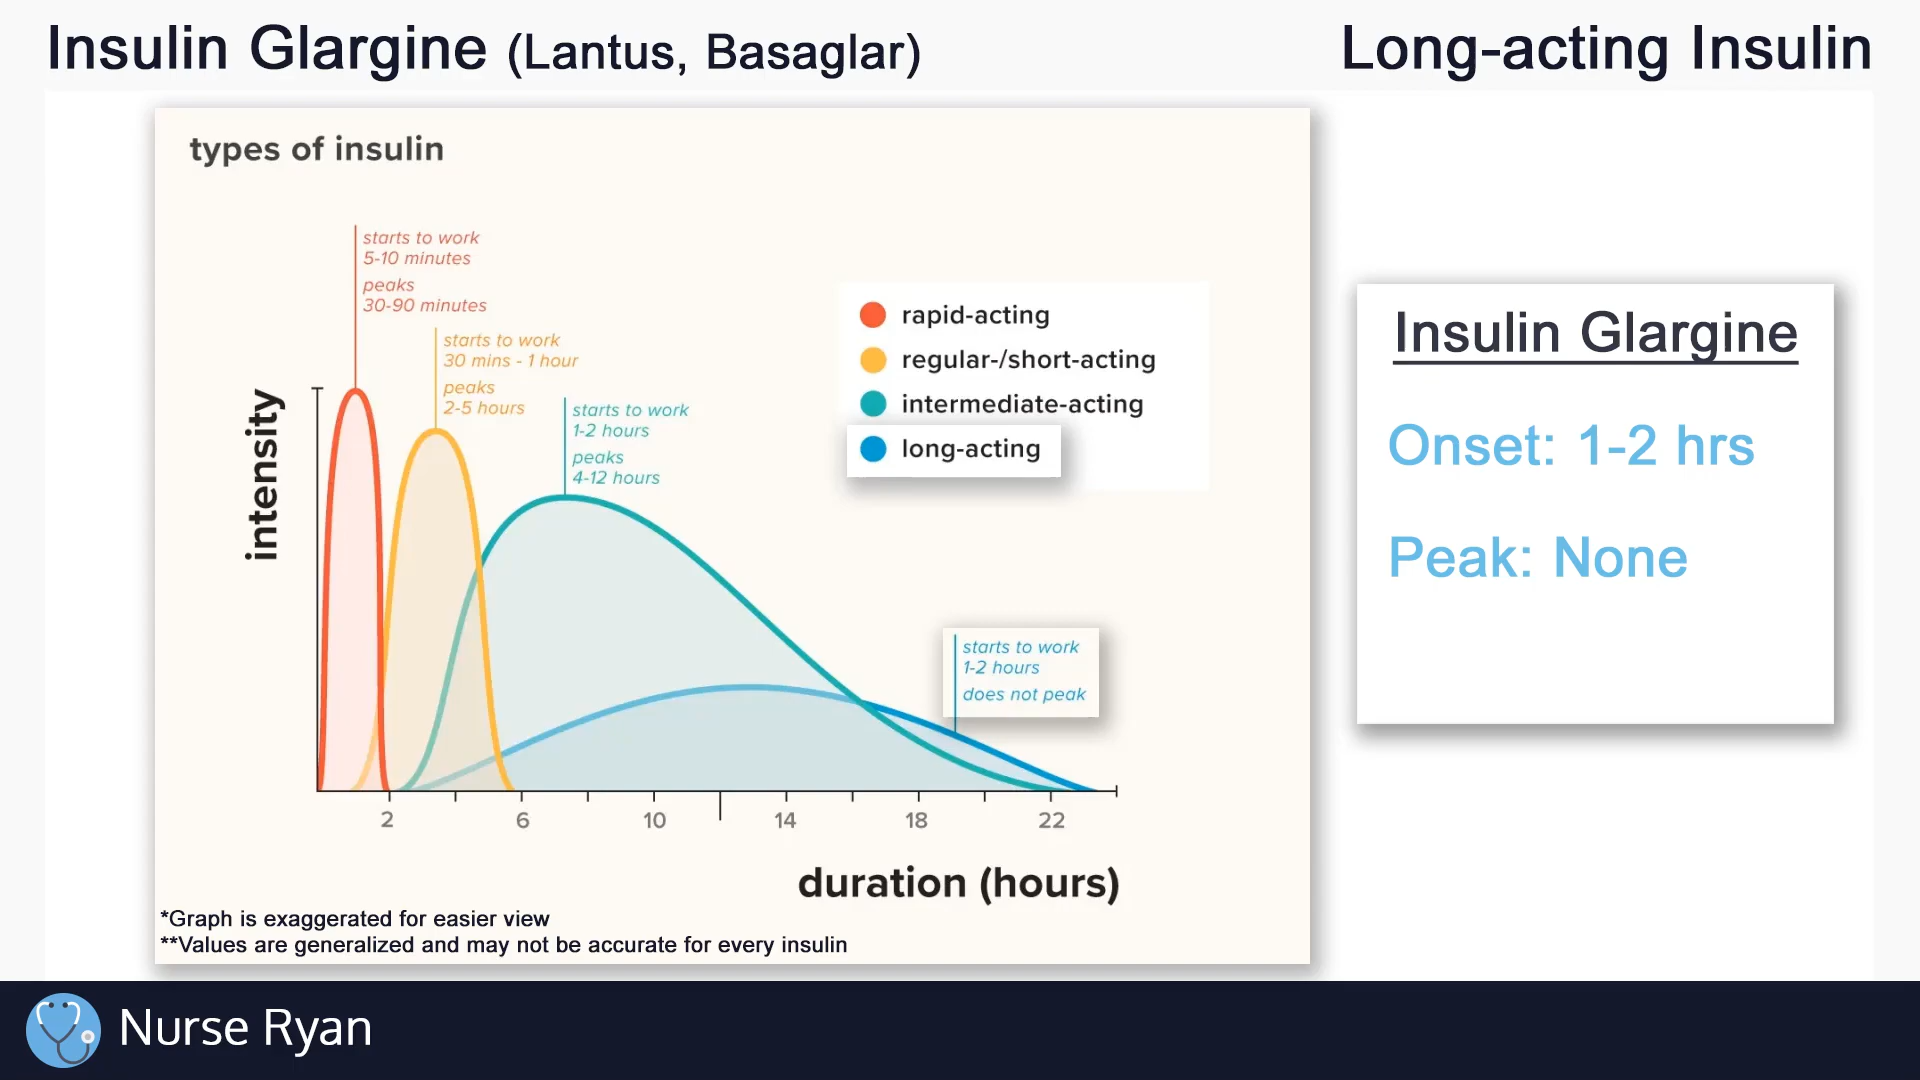 Insulin Glargine (Lantus, Basaglar)
Long-acting Insulin
types of insulin
starts to work
5-10 minutes
peaks
30-90 minutes
starts to work
30 mins - 1 hour
peaks
2-5 hours
starts to work
1-2 hours
peaks
4-12 hours
rapid-acting
regular-/short-acting
intermediate-acting
long-acting
intensity
starts to work
1-2 hours
does not peak
2 6 10 14 18 22
duration (hours)
*Graph is exaggerated for easier view
**Values are generalized and may not be accurate for every insulin
Insulin Glargine
Onset: 1-2 hrs
Peak: None
Nurse Ryan